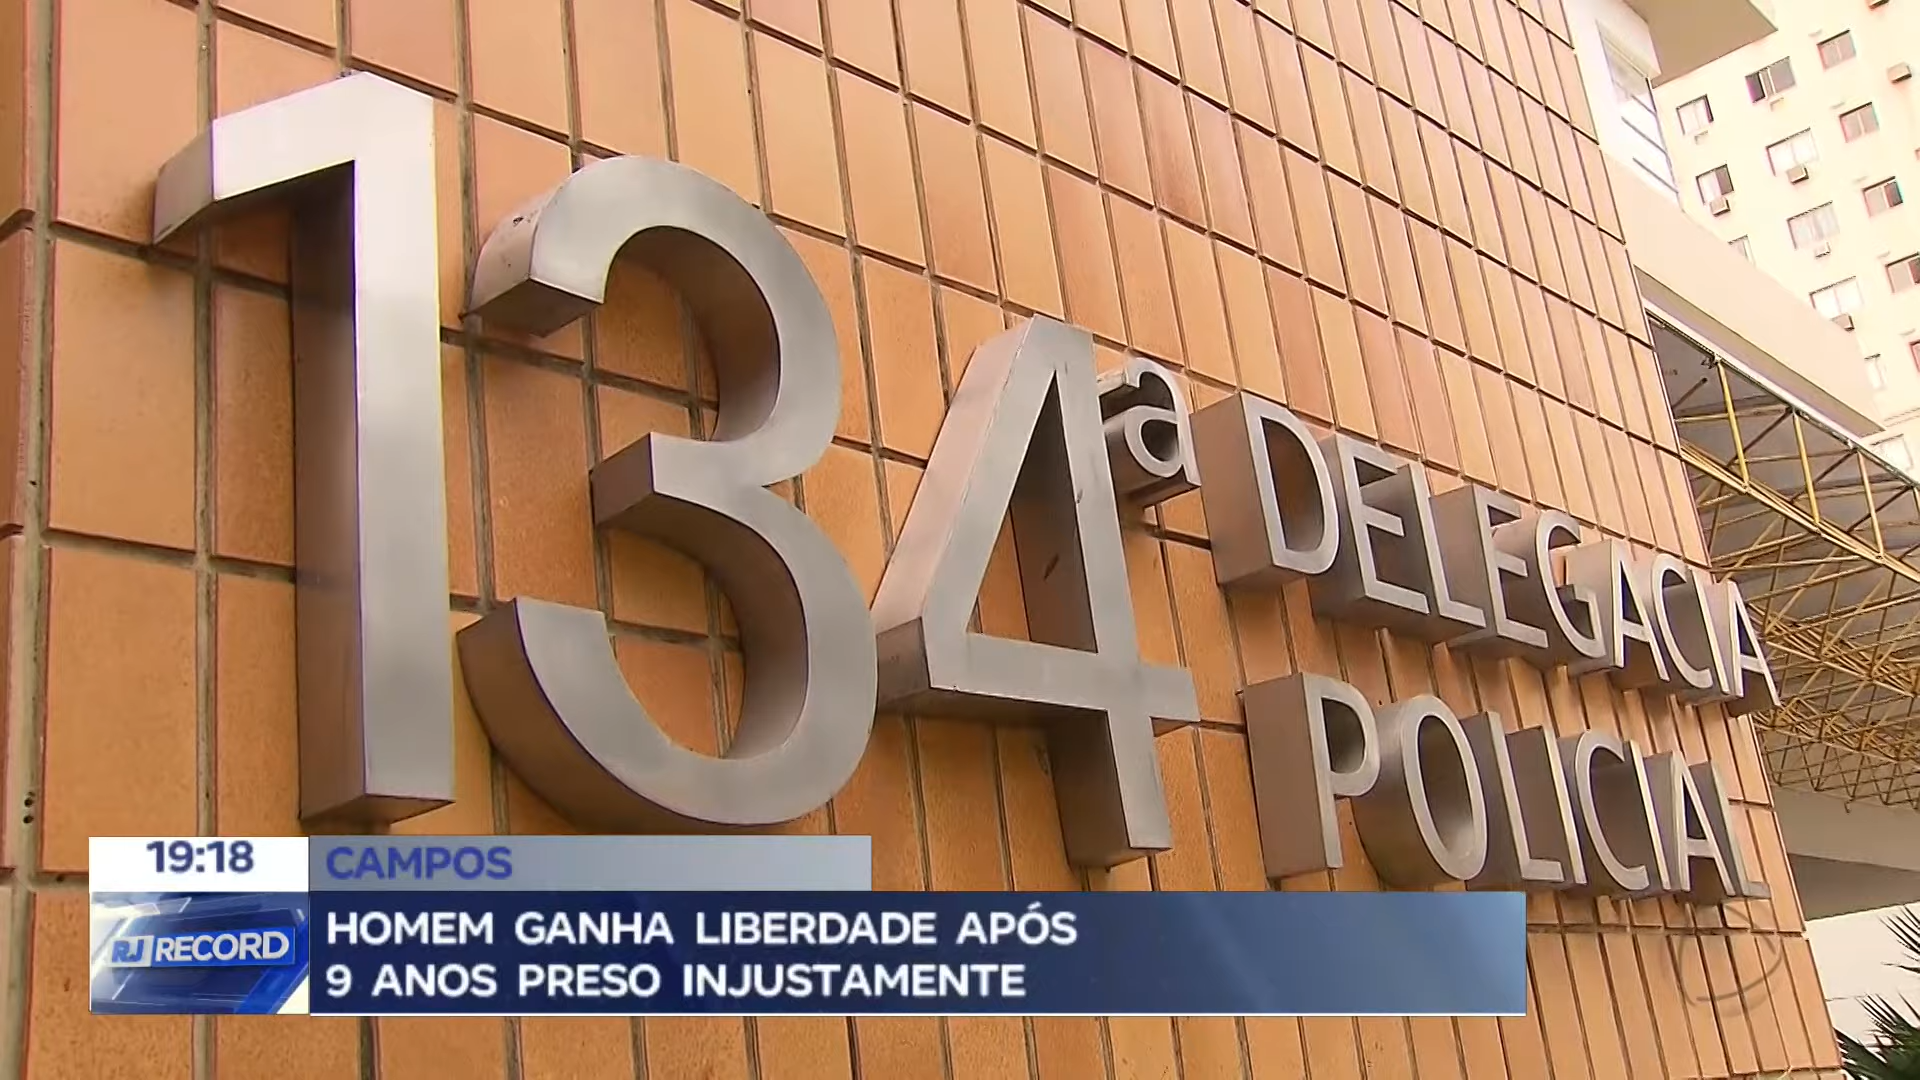 134ª DELEGACIA
POLICIAL
19:18
CAMPOS
RJ RECORD
HOMEM GANHA LIBERDADE APÓS
9 ANOS PRESO INJUSTAMENTE